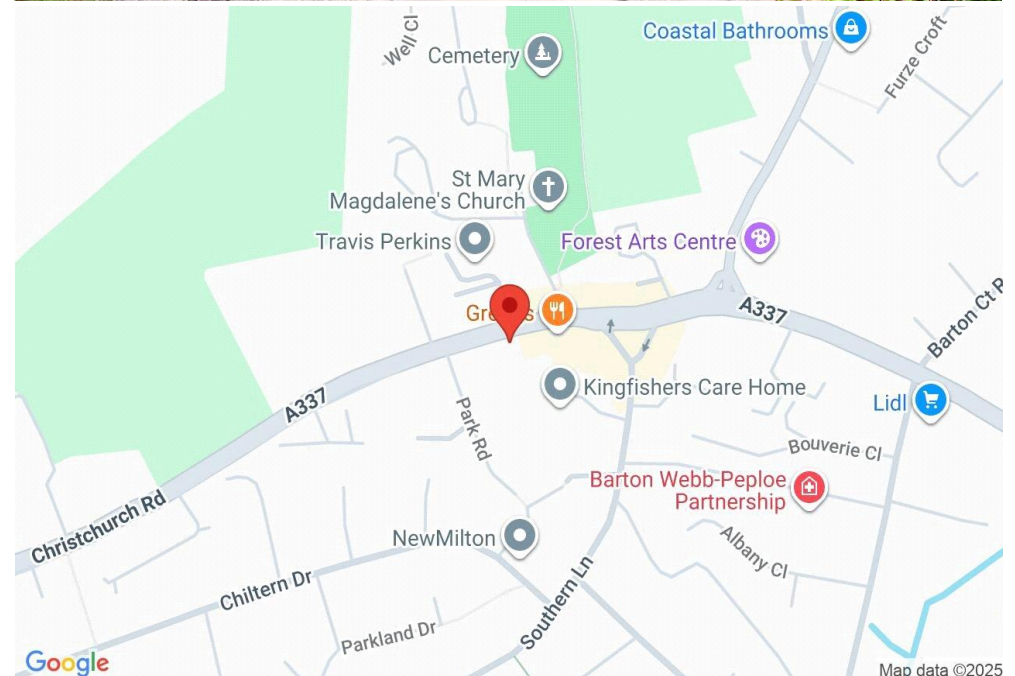 Well Cl
Cemetery
Coastal Bathrooms
Furze Croft
St Mary
Magdalene's Church
Travis Perkins
Forest Arts Centre
A337
Barton Ct
Kingfishers Care Home
Lidl
A337
Park Rd
Bouverie Cl
Barton Webb-Peploe
Partnership
Christchurch Rd
NewMilton
Albany Cl
Chiltern Dr
Southern Ln
Parkland Dr
Google
Map data ©2025